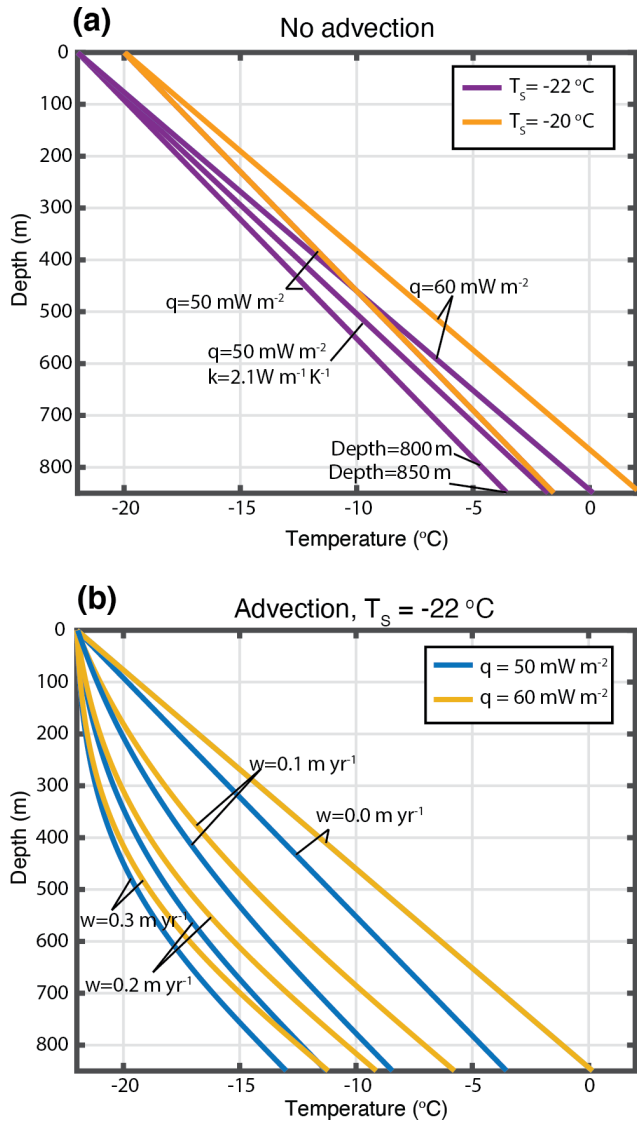 (a)
No advection
0
100
200
300
400
500
600
700
800
Depth (m)
T_S= -22 °C
T_S= -20 °C
q=50 mW m⁻²
q=60 mW m⁻²
q=50 mW m⁻²
k=2.1W m⁻¹ K⁻¹
Depth=800 m
Depth=850 m
-20
-15
-10
-5
0
Temperature (°C)
(b)
Advection, T_S = -22 °C
0
100
200
300
400
500
600
700
800
Depth (m)
q = 50 mW m⁻²
q = 60 mW m⁻²
w=0.1 m yr⁻¹
w=0.0 m yr⁻¹
w=0.3 m yr⁻¹
w=0.2 m yr⁻¹
-20
-15
-10
-5
0
Temperature (°C)